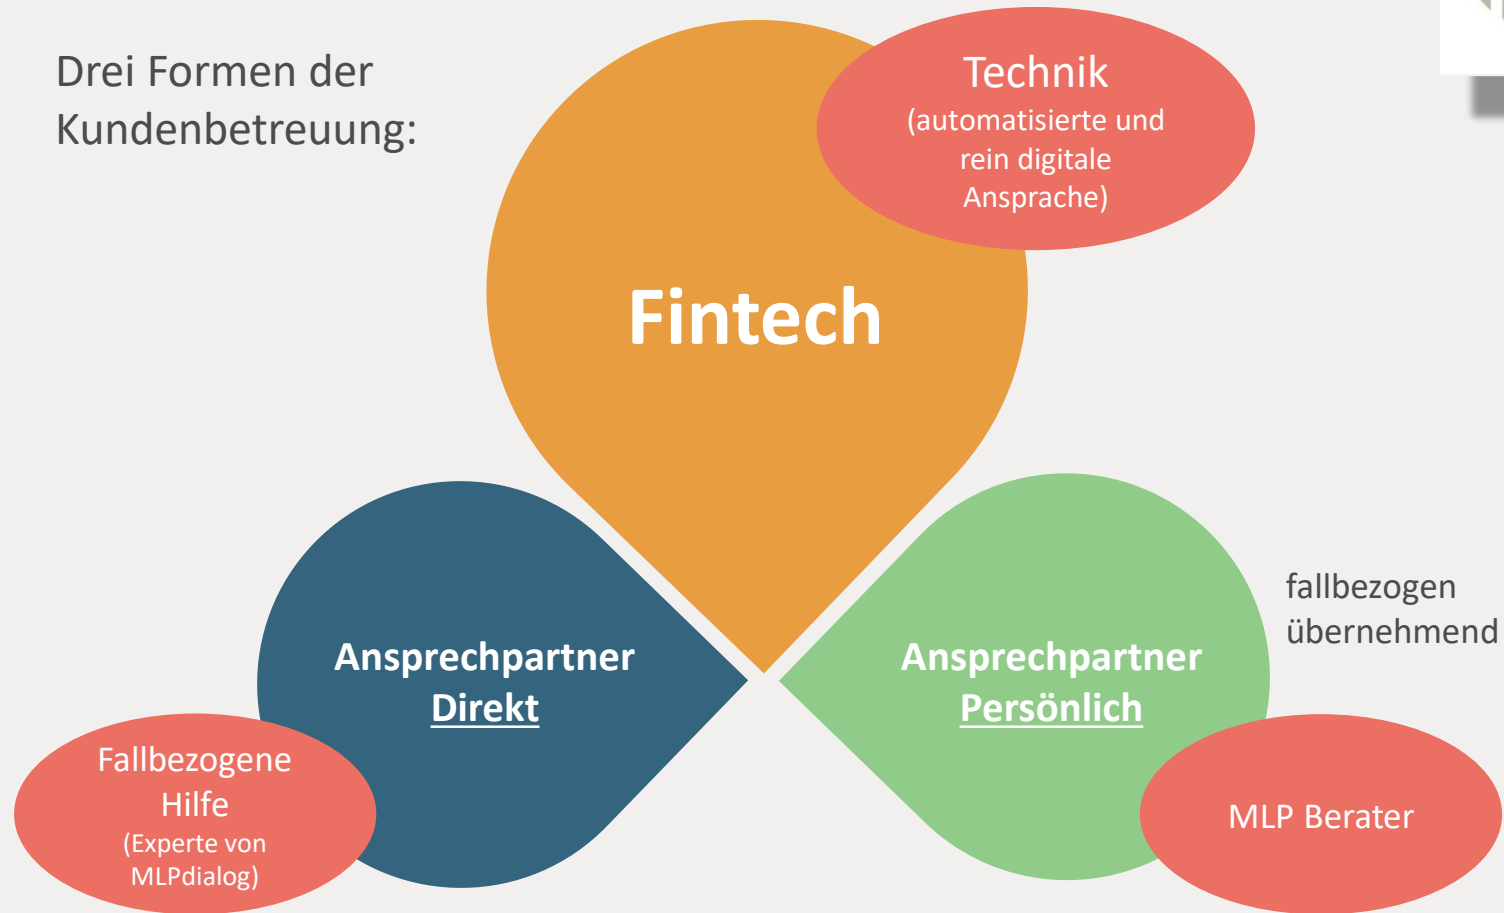 Drei Formen der
Kundenbetreuung:
Technik
(automatisierte und
rein digitale
Ansprache)
Fintech
Ansprechpartner
Direkt
Fallbezogene
Hilfe
(Experte von
MLPdialog)
Ansprechpartner
Persönlich
fallbezogen
übernehmend
MLP Berater